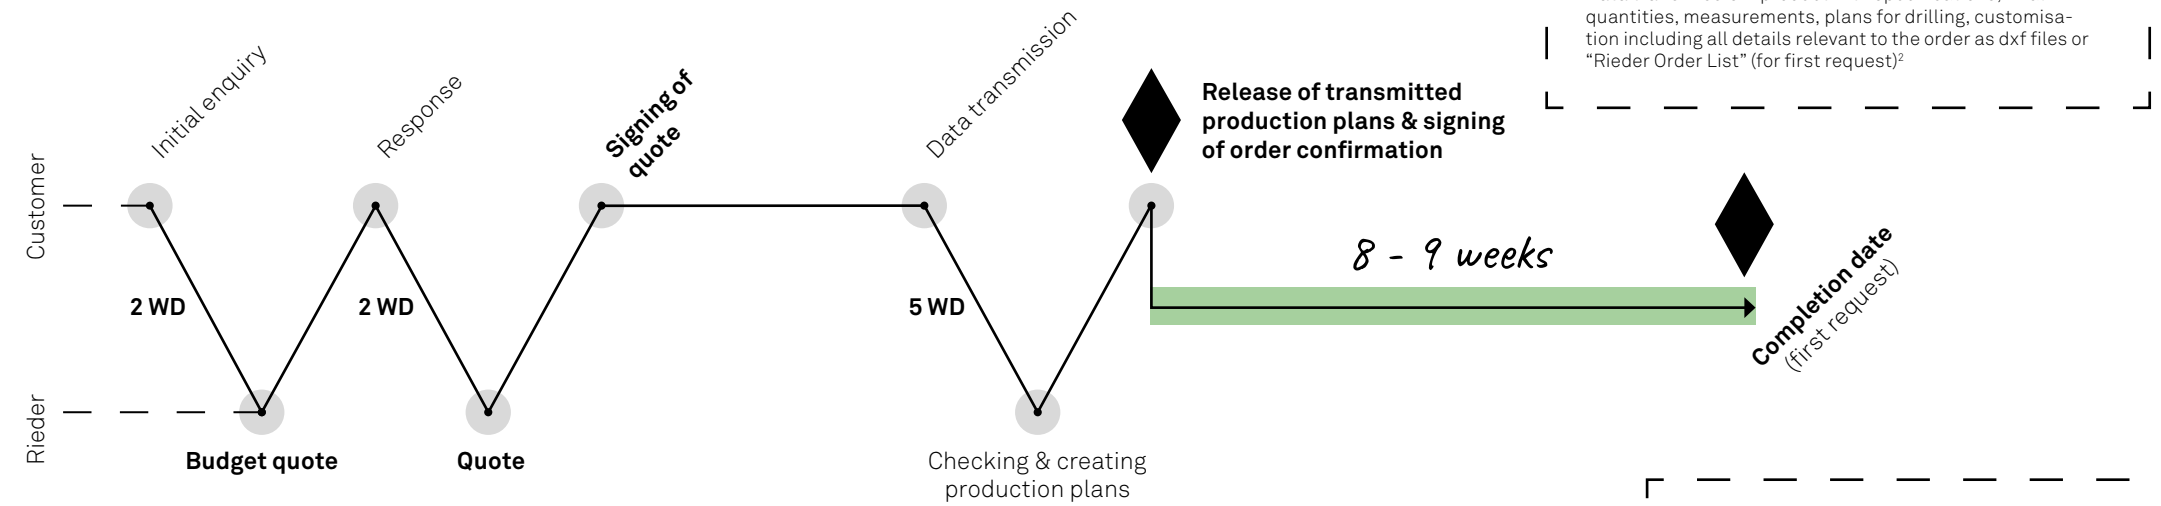 quantities, measurements, plans for drilling, customisa-
tion including all details relevant to the order as dxf files or
“Rieder Order List” (for first request)²
Initial enquiry
Response
Signing of
quote
Data transmission
Release of transmitted
production plans & signing
of order confirmation
Customer
8 - 9 weeks
2 WD
2 WD
5 WD
Completion date
(first request)
Rieder
Budget quote
Quote
Checking & creating
production plans